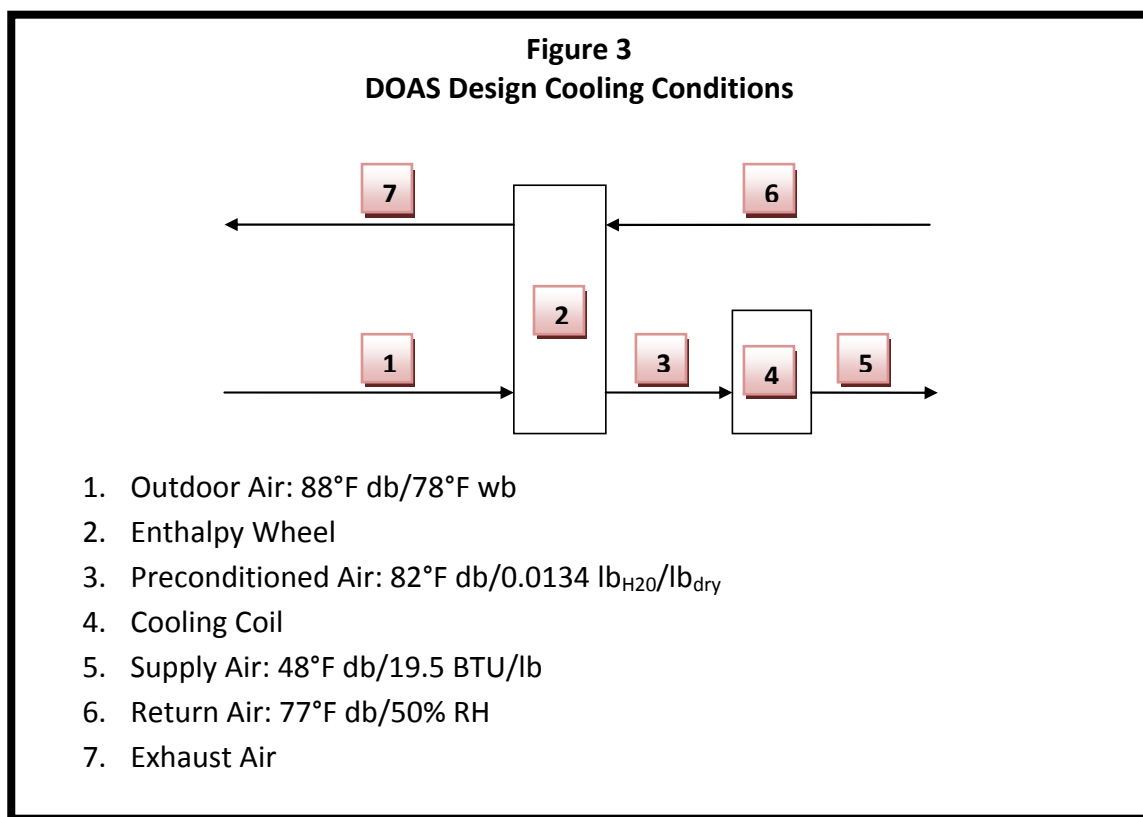 Figure 3
DOAS Design Cooling Conditions
7
6
2
1
3
4
5
1. Outdoor Air: 88°F db/78°F wb
2. Enthalpy Wheel
3. Preconditioned Air: 82°F db/0.0134 lbH20/lbdry
4. Cooling Coil
5. Supply Air: 48°F db/19.5 BTU/lb
6. Return Air: 77°F db/50% RH
7. Exhaust Air